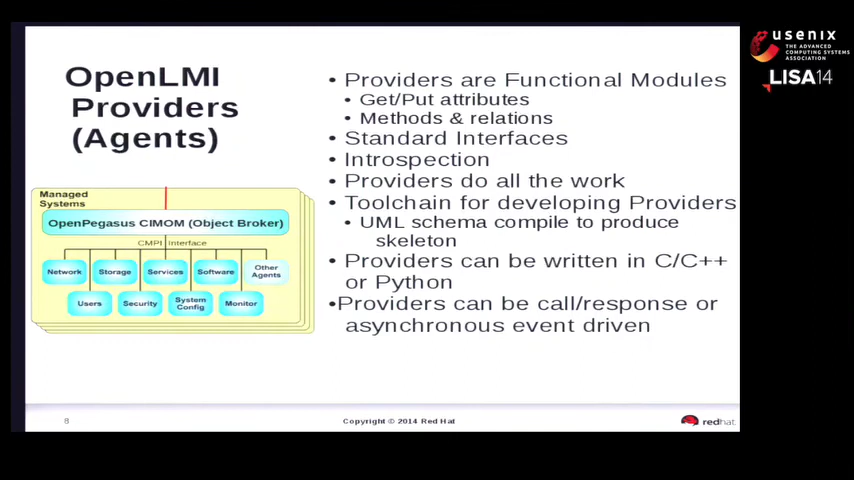 OpenLMI
Providers
(Agents)
Managed
Systems
OpenPegasus CIMOM (Object Broker)
CMPI Interface
Network
Storage
Services
Software
Other
Agents
Users
Security
System
Config
Monitor
• Providers are Functional Modules
• Get/Put attributes
• Methods & relations
• Standard Interfaces
• Introspection
• Providers do all the work
• Toolchain for developing Providers
• UML schema compile to produce
skeleton
• Providers can be written in C/C++
or Python
•Providers can be call/response or
asynchronous event driven
8
Copyright © 2014 Red Hat
redhat.
usenix
THE ADVANCED
COMPUTING SYSTEMS
ASSOCIATION
LISA14